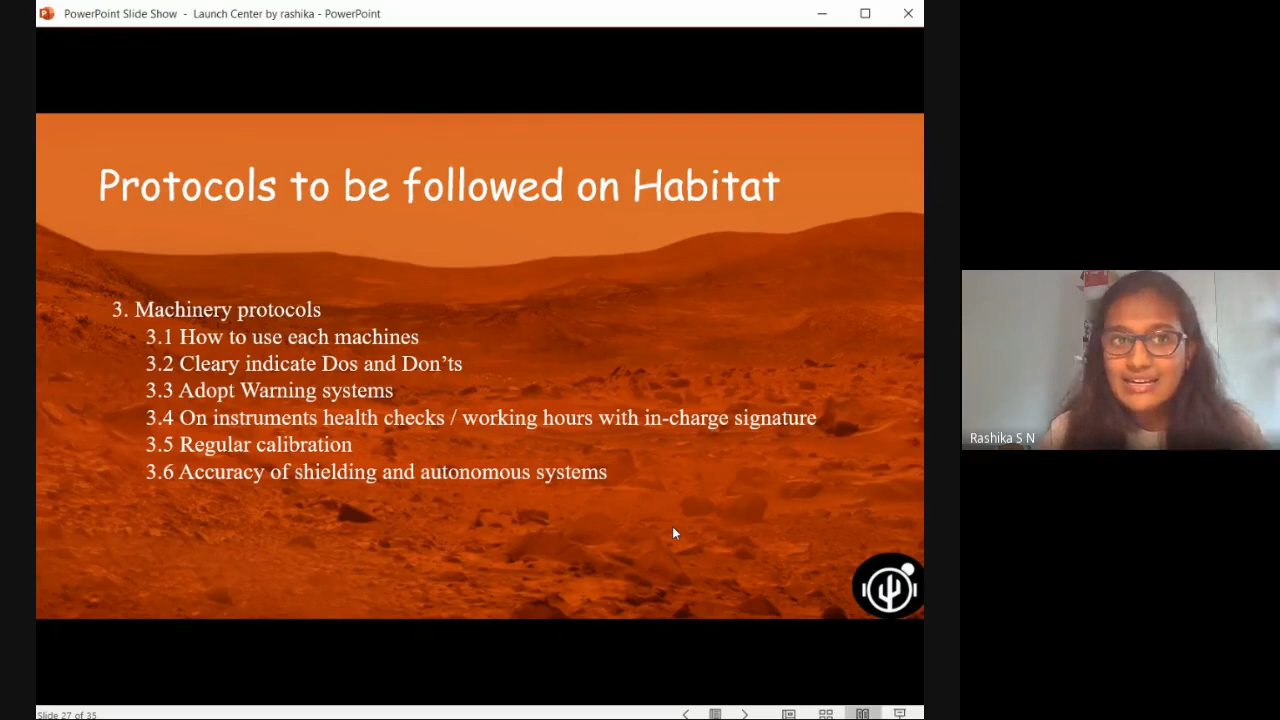 PowerPoint Slide Show - Launch Center by rashika - PowerPoint
Protocols to be followed on Habitat
3. Machinery protocols
3.1 How to use each machines
3.2 Cleary indicate Dos and Don'ts
3.3 Adopt Warning systems
3.4 On instruments health checks / working hours with in-charge signature
3.5 Regular calibration
3.6 Accuracy of shielding and autonomous systems
Rashika S N
Slide 27 of 35